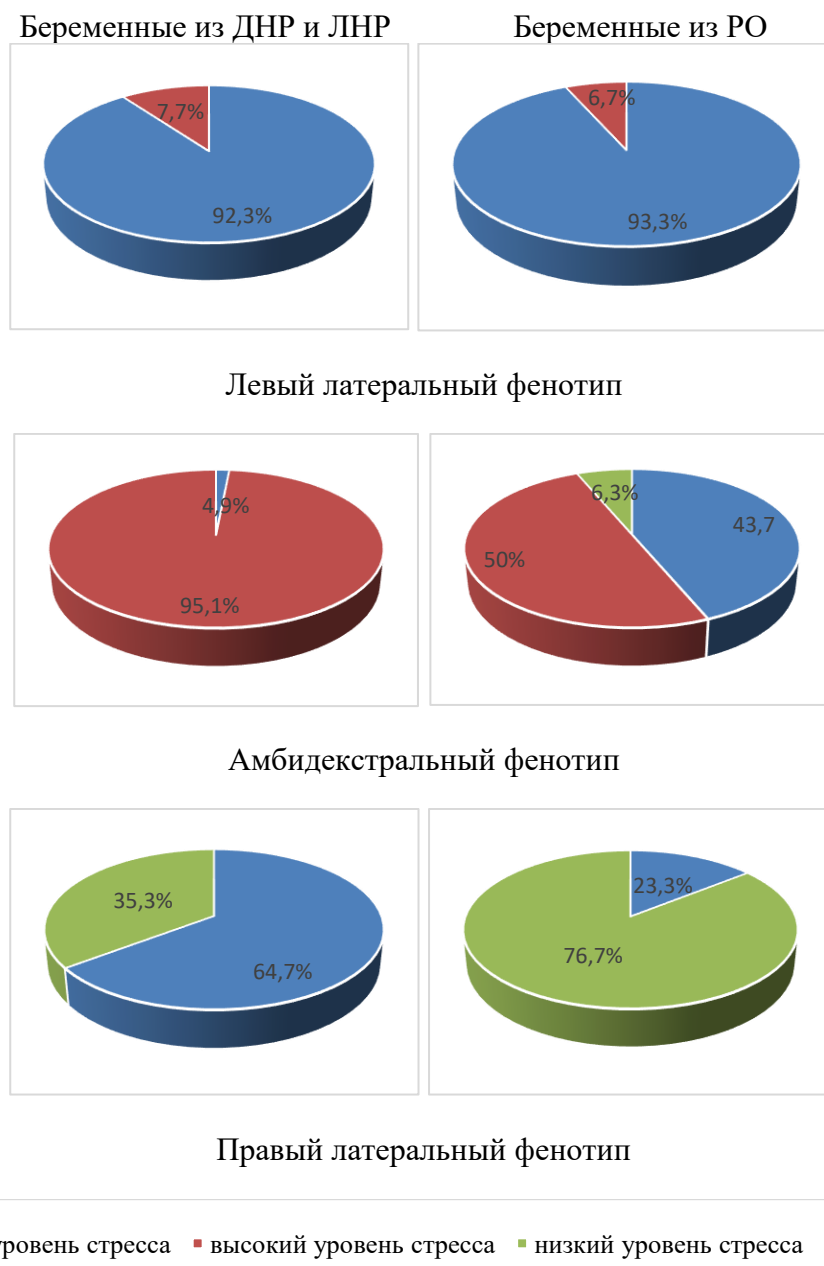 Беременные из ДНР и ЛНР Беременные из РО
7,7% 6,7%
92,3% 93,3%
Левый латеральный фенотип
4,9% 6,3% 43,7
50%
95,1%
Амбидекстральный фенотип
35,3% 23,3%
76,7%
64,7%
Правый латеральный фенотип
ровень стресса высокий уровень стресса низкий уровень стресса